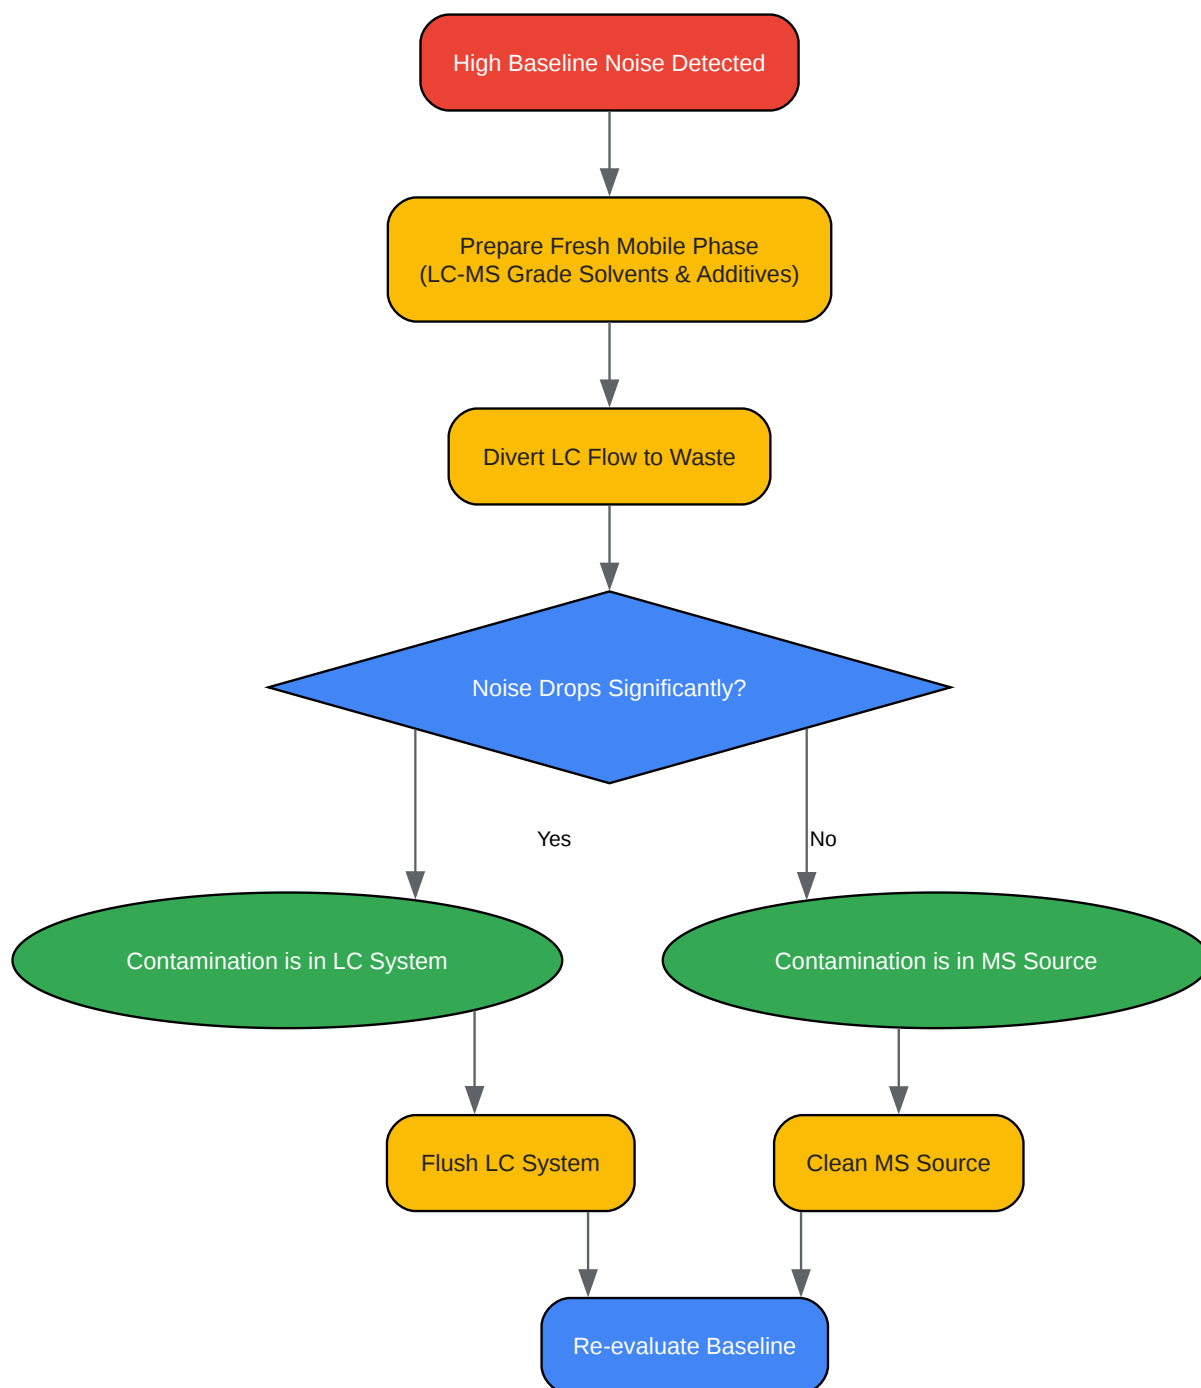 High Baseline Noise Detected
Prepare Fresh Mobile Phase
(LC-MS Grade Solvents & Additives)
Divert LC Flow to Waste
Noise Drops Significantly?
Yes
No
Contamination is in LC System
Contamination is in MS Source
Flush LC System
Clean MS Source
Re-evaluate Baseline